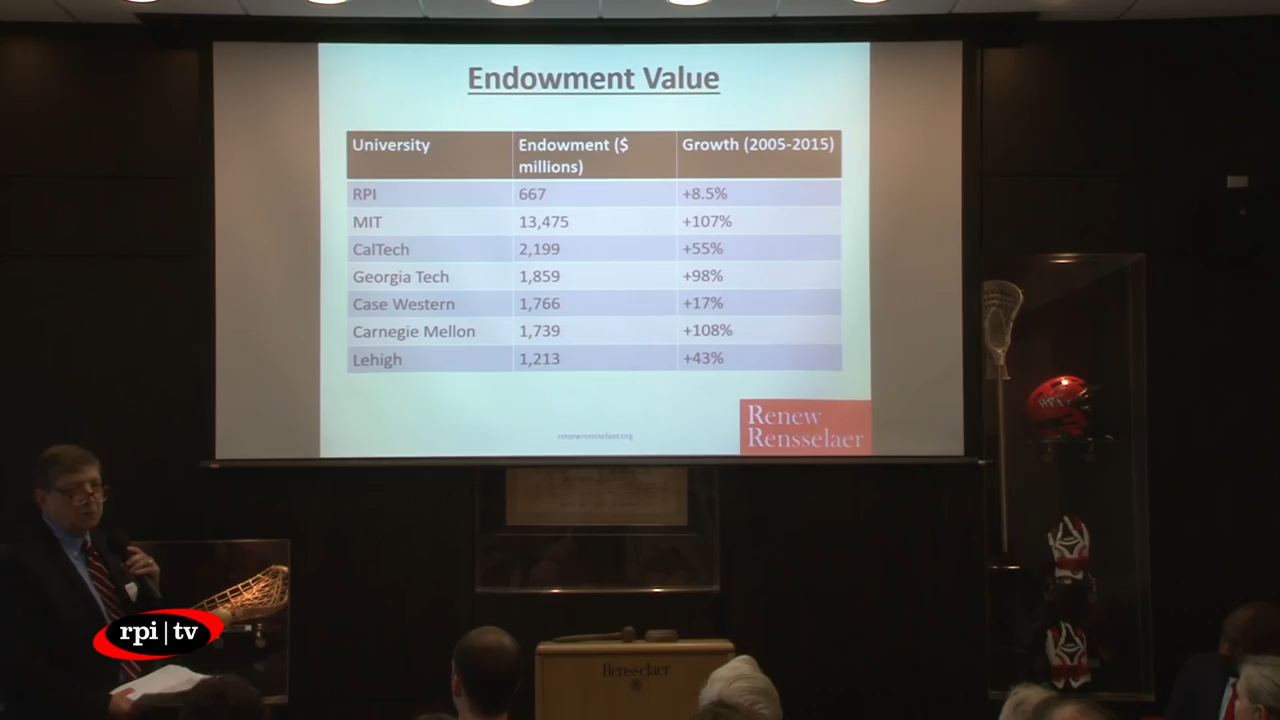 Endowment Value
University Endowment ($ millions) Growth (2005-2015)
RPI 667 +8.5%
MIT 13,475 +107%
CalTech 2,199 +55%
Georgia Tech 1,859 +98%
Case Western 1,766 +17%
Carnegie Mellon 1,739 +108%
Lehigh 1,213 +43%
renewrensselaer.org
Renew
Rensselaer
RPI
rpi|tv
Rensselaer